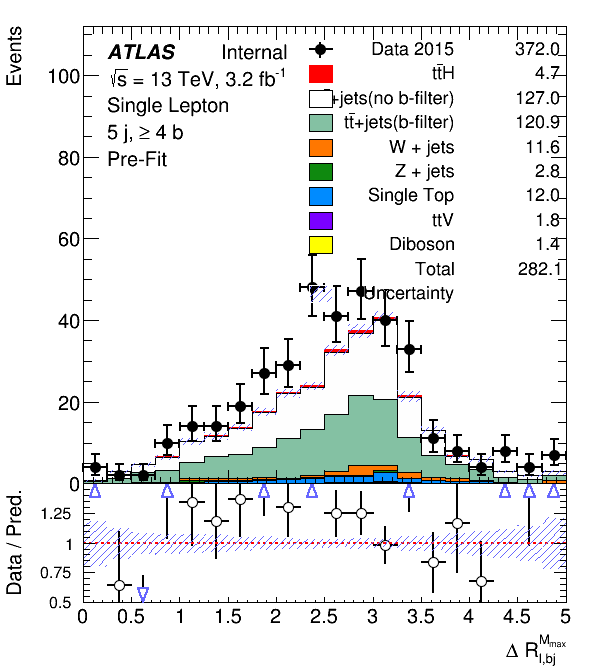 Events
ATLAS Internal
√s = 13 TeV, 3.2 fb⁻¹
Single Lepton
5 j, ≥ 4 b
Pre-Fit
Data 2015 372.0
tt̄H 4.7
+jets(no b-filter) 127.0
tt̄+jets(b-filter) 120.9
W + jets 11.6
Z + jets 2.8
Single Top 12.0
ttV 1.8
Diboson 1.4
Total 282.1
Uncertainty
100
80
60
40
20
0
Data / Pred.
1.25
1
0.75
0.5
0 0.5 1 1.5 2 2.5 3 3.5 4 4.5 5
Δ R_{l,bj}^{M_{max}}